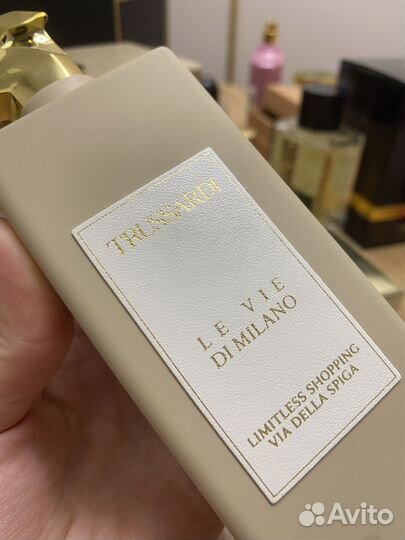 TRUSSARDI
LE VIE
DI MILANO
LIMITLESS SHOPPING
VIA DELLA SPIGA
Avito